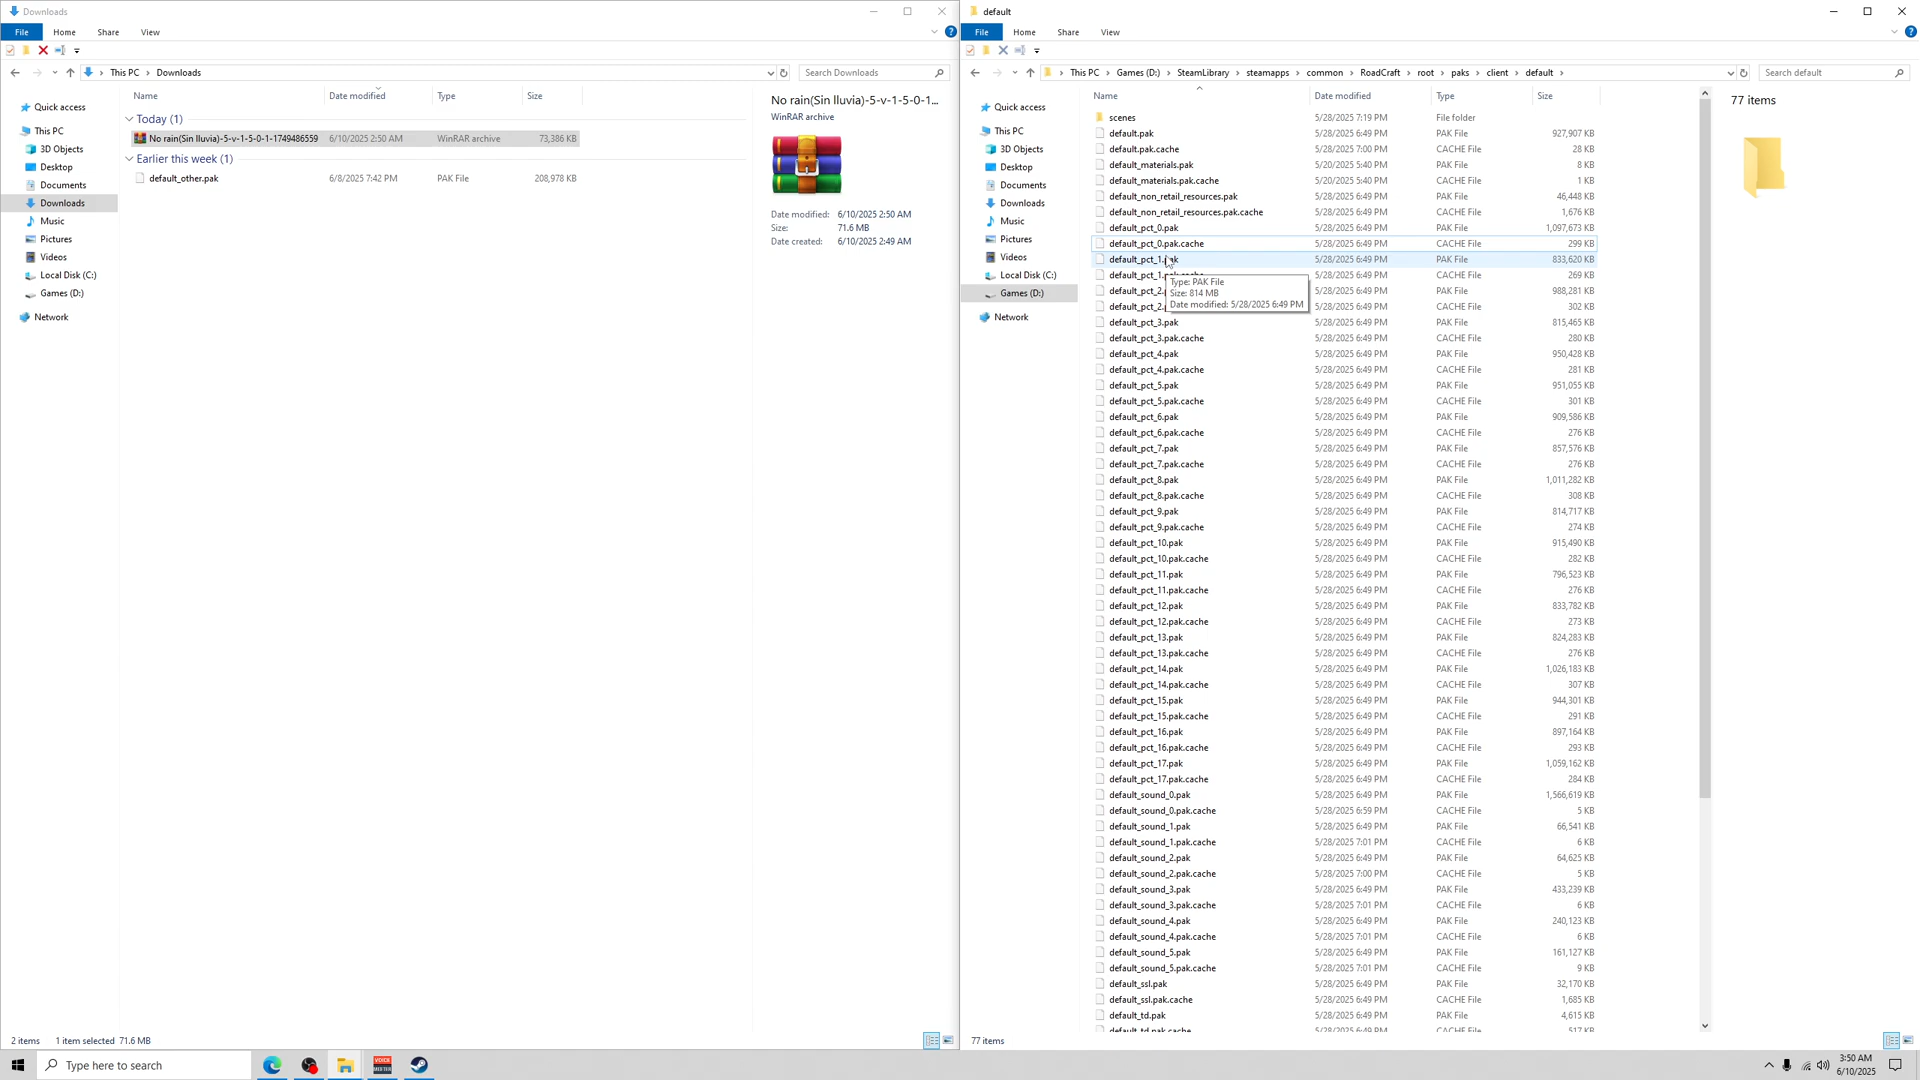 Downloads
File Home Share View
This PC Downloads
Search Downloads
Quick access
This PC
3D Objects
Desktop
Documents
Downloads
Music
Pictures
Videos
Local Disk (C:)
Games (D:)
Network
Name Date modified Type Size
Today (1)
No rain(Sin lluvia)-5-v-1-5-0-1-1749486559 6/10/2025 2:50 AM WinRAR archive 73,386 KB
Earlier this week (1)
default_other.pak 6/8/2025 7:42 PM PAK File 208,978 KB
No rain(Sin lluvia)-5-v-1-5-0-1...
WinRAR archive
Date modified: 6/10/2025 2:50 AM
Size: 71.6 MB
Date created: 6/10/2025 2:49 AM
2 items 1 item selected 71.6 MB
default
File Home Share View
This PC Games (D:) SteamLibrary steamapps common RoadCraft root paks client default
Search default
Quick access
This PC
3D Objects
Desktop
Documents
Downloads
Music
Pictures
Videos
Local Disk (C:)
Games (D:)
Network
Name Date modified Type Size
scenes 5/28/2025 7:19 PM File folder
default.pak 5/28/2025 6:49 PM PAK File 927,907 KB
default.pak.cache 5/28/2025 7:00 PM CACHE File 28 KB
default_materials.pak 5/20/2025 5:40 PM PAK File 8 KB
default_materials.pak.cache 5/20/2025 5:40 PM CACHE File 1 KB
default_non_retail_resources.pak 5/28/2025 6:49 PM PAK File 46,448 KB
default_non_retail_resources.pak.cache 5/28/2025 6:49 PM CACHE File 1,676 KB
default_pct_0.pak 5/28/2025 6:49 PM PAK File 1,097,673 KB
default_pct_0.pak.cache 5/28/2025 6:49 PM CACHE File 299 KB
default_pct_1.pak 5/28/2025 6:49 PM PAK File 833,620 KB
default_pct_1.pak.cache 5/28/2025 6:49 PM CACHE File 269 KB
default_pct_2. 5/28/2025 6:49 PM PAK File 988,281 KB
default_pct_2. 5/28/2025 6:49 PM CACHE File 302 KB
Type: PAK File
Size: 814 MB
Date modified: 5/28/2025 6:49 PM
default_pct_3.pak 5/28/2025 6:49 PM PAK File 815,465 KB
default_pct_3.pak.cache 5/28/2025 6:49 PM CACHE File 280 KB
default_pct_4.pak 5/28/2025 6:49 PM PAK File 950,428 KB
default_pct_4.pak.cache 5/28/2025 6:49 PM CACHE File 281 KB
default_pct_5.pak 5/28/2025 6:49 PM PAK File 951,055 KB
default_pct_5.pak.cache 5/28/2025 6:49 PM CACHE File 301 KB
default_pct_6.pak 5/28/2025 6:49 PM PAK File 909,586 KB
default_pct_6.pak.cache 5/28/2025 6:49 PM CACHE File 276 KB
default_pct_7.pak 5/28/2025 6:49 PM PAK File 857,576 KB
default_pct_7.pak.cache 5/28/2025 6:49 PM CACHE File 276 KB
default_pct_8.pak 5/28/2025 6:49 PM PAK File 1,011,282 KB
default_pct_8.pak.cache 5/28/2025 6:49 PM CACHE File 308 KB
default_pct_9.pak 5/28/2025 6:49 PM PAK File 814,717 KB
default_pct_9.pak.cache 5/28/2025 6:49 PM CACHE File 274 KB
default_pct_10.pak 5/28/2025 6:49 PM PAK File 915,490 KB
default_pct_10.pak.cache 5/28/2025 6:49 PM CACHE File 282 KB
default_pct_11.pak 5/28/2025 6:49 PM PAK File 796,523 KB
default_pct_11.pak.cache 5/28/2025 6:49 PM CACHE File 276 KB
default_pct_12.pak 5/28/2025 6:49 PM PAK File 833,782 KB
default_pct_12.pak.cache 5/28/2025 6:49 PM CACHE File 273 KB
default_pct_13.pak 5/28/2025 6:49 PM PAK File 824,283 KB
default_pct_13.pak.cache 5/28/2025 6:49 PM CACHE File 276 KB
default_pct_14.pak 5/28/2025 6:49 PM PAK File 1,026,183 KB
default_pct_14.pak.cache 5/28/2025 6:49 PM CACHE File 307 KB
default_pct_15.pak 5/28/2025 6:49 PM PAK File 944,301 KB
default_pct_15.pak.cache 5/28/2025 6:49 PM CACHE File 291 KB
default_pct_16.pak 5/28/2025 6:49 PM PAK File 897,164 KB
default_pct_16.pak.cache 5/28/2025 6:49 PM CACHE File 293 KB
default_pct_17.pak 5/28/2025 6:49 PM PAK File 1,059,162 KB
default_pct_17.pak.cache 5/28/2025 6:49 PM CACHE File 284 KB
default_sound_0.pak 5/28/2025 6:49 PM PAK File 1,566,619 KB
default_sound_0.pak.cache 5/28/2025 6:59 PM CACHE File 5 KB
default_sound_1.pak 5/28/2025 6:49 PM PAK File 66,541 KB
default_sound_1.pak.cache 5/28/2025 7:01 PM CACHE File 6 KB
default_sound_2.pak 5/28/2025 6:49 PM PAK File 64,625 KB
default_sound_2.pak.cache 5/28/2025 7:00 PM CACHE File 5 KB
default_sound_3.pak 5/28/2025 6:49 PM PAK File 433,239 KB
default_sound_3.pak.cache 5/28/2025 7:01 PM CACHE File 6 KB
default_sound_4.pak 5/28/2025 6:49 PM PAK File 240,123 KB
default_sound_4.pak.cache 5/28/2025 7:01 PM CACHE File 6 KB
default_sound_5.pak 5/28/2025 6:49 PM PAK File 161,127 KB
default_sound_5.pak.cache 5/28/2025 7:01 PM CACHE File 9 KB
default_ssl.pak 5/28/2025 6:49 PM PAK File 32,170 KB
default_ssl.pak.cache 5/28/2025 6:49 PM CACHE File 1,685 KB
default_td.pak 5/28/2025 6:49 PM PAK File 4,615 KB
default_td.pak.cache 5/28/2025 6:49 PM CACHE File 517 KB
77 items
77 items
Type here to search
VOICE MEETER
3:50 AM
6/10/2025